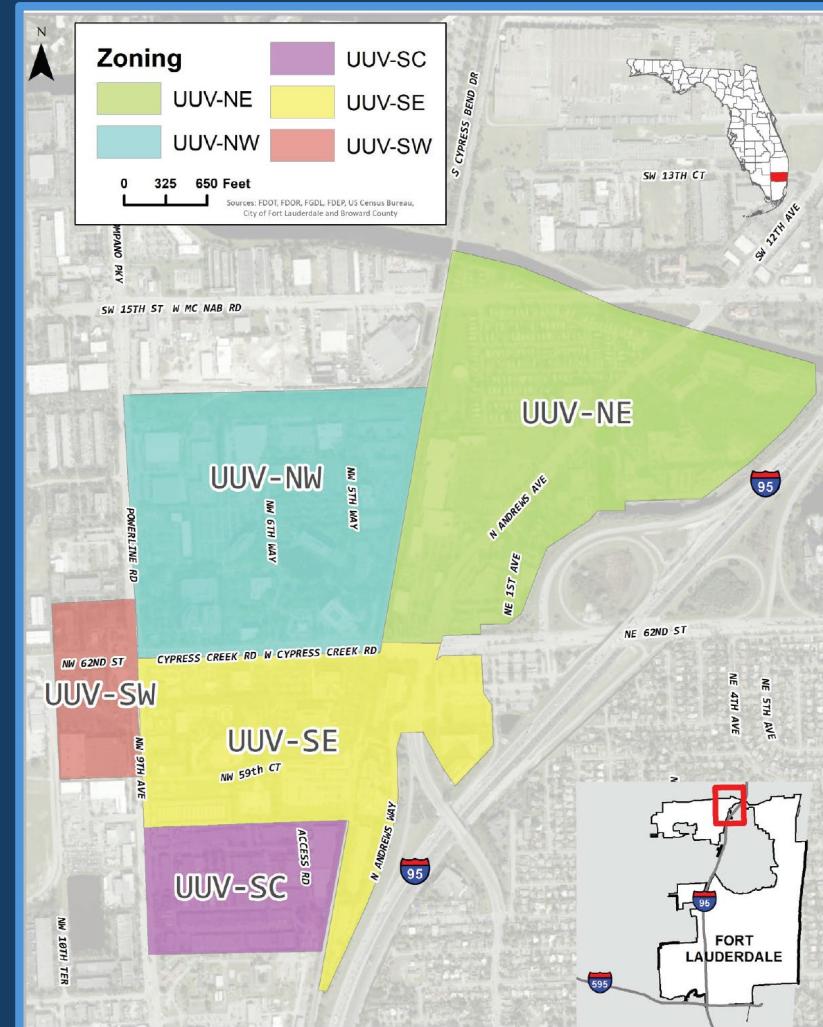 N
Zoning
UUV-NE
UUV-NW
UUV-SC
UUV-SE
UUV-SW
0 325 650 Feet
Sources: FDOT, FDOR, FGDL, FDEP, US Census Bureau,
City of Fort Lauderdale and Broward County
S CYPRESS BEND DR
SW 13TH CT
SW 12TH AVE
MPANO PKY
SW 15TH ST W MC NAB RD
UUV-NE
UUV-NW
NW 5TH WAY
NW 6TH WAY
N ANDREWS AVE
95
POWERLINE RD
NE 1ST AVE
NE 62ND ST
CYPRESS CREEK RD W CYPRESS CREEK RD
NW 62ND ST
UUV-SW
NE 4TH AVE
NE 5TH AVE
UUV-SE
NW 59th CT
NW 9TH AVE
N
N ANDREWS WAY
ACCESS RD
UUV-SC
95
NW 10TH TER
95
FORT
LAUDERDALE
595